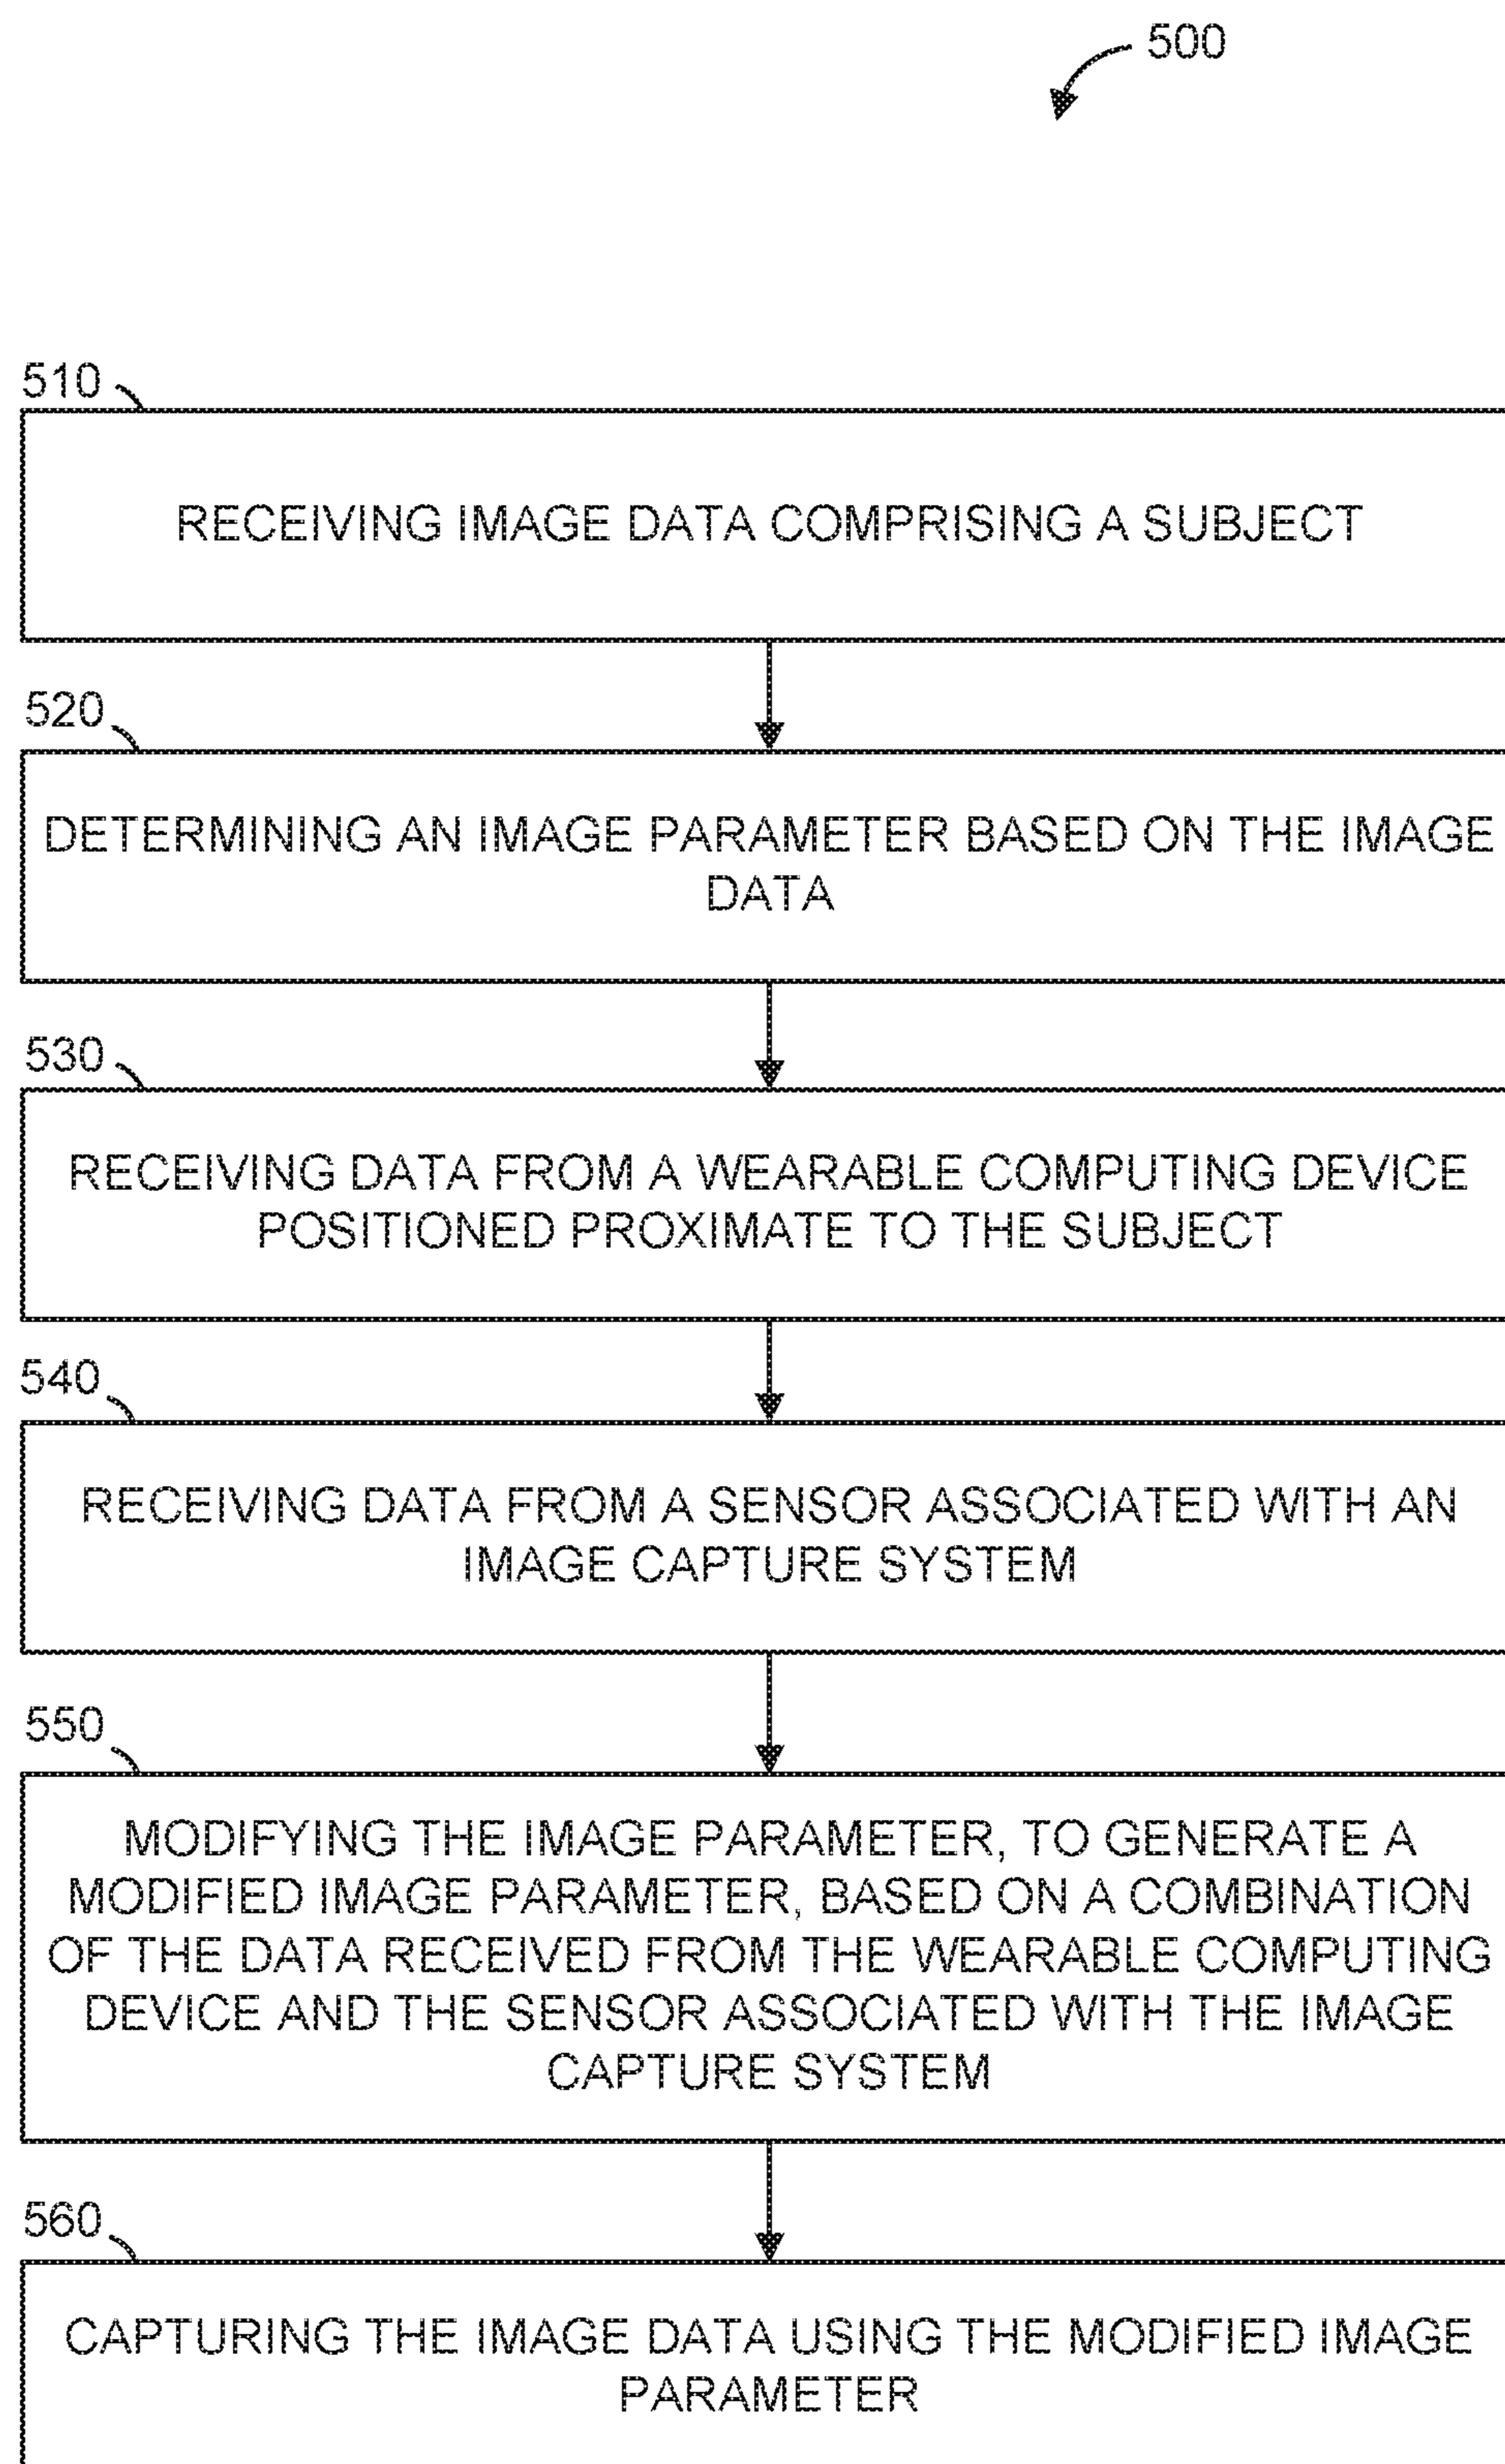 500
510
RECEIVING IMAGE DATA COMPRISING A SUBJECT
520
DETERMINING AN IMAGE PARAMETER BASED ON THE IMAGE
DATA
530
RECEIVING DATA FROM A WEARABLE COMPUTING DEVICE
POSITIONED PROXIMATE TO THE SUBJECT
540
RECEIVING DATA FROM A SENSOR ASSOCIATED WITH AN
IMAGE CAPTURE SYSTEM
550
MODIFYING THE IMAGE PARAMETER, TO GENERATE A
MODIFIED IMAGE PARAMETER, BASED ON A COMBINATION
OF THE DATA RECEIVED FROM THE WEARABLE COMPUTING
DEVICE AND THE SENSOR ASSOCIATED WITH THE IMAGE
CAPTURE SYSTEM
560
CAPTURING THE IMAGE DATA USING THE MODIFIED IMAGE
PARAMETER